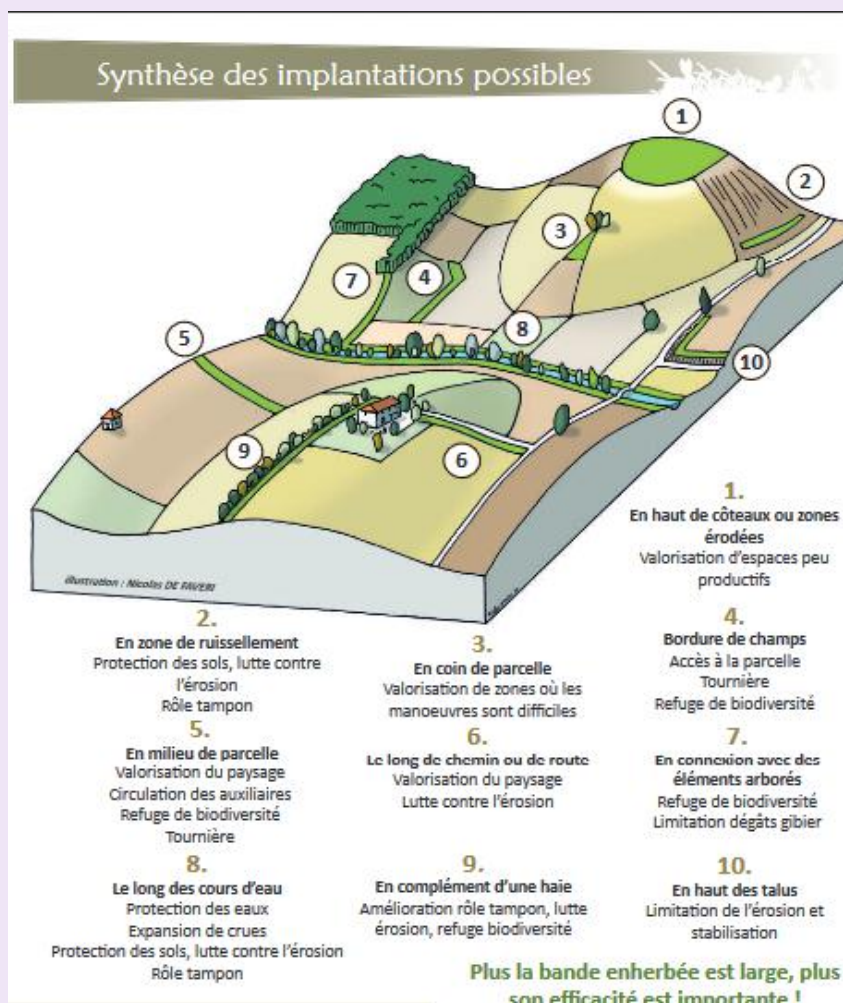 Synthèse des implantations possibles
1
2
3
7
4
8
5
10
9
6
illustration : Nicolas DE FAVERI
1.
En haut de côteaux ou zones
érodées
Valorisation d'espaces peu
productifs
2.
En zone de ruissellement
Protection des sols, lutte contre
l'érosion
Rôle tampon
3.
En coin de parcelle
Valorisation de zones où les
manoeuvres sont difficiles
4.
Bordure de champs
Accès à la parcelle
Tournière
Refuge de biodiversité
5.
En milieu de parcelle
Valorisation du paysage
Circulation des auxiliaires
Refuge de biodiversité
Tournière
6.
Le long de chemin ou de route
Valorisation du paysage
Lutte contre l'érosion
7.
En connexion avec des
éléments arborés
Refuge de biodiversité
Limitation dégâts gibier
8.
Le long des cours d'eau
Protection des eaux
Expansion de crues
Protection des sols, lutte contre l'érosion
Rôle tampon
9.
En complément d'une haie
Amélioration rôle tampon, lutte
érosion, refuge biodiversité
10.
En haut des talus
Limitation de l'érosion et
stabilisation
Plus la bande enherbée est large, plus
son efficacité est importante !